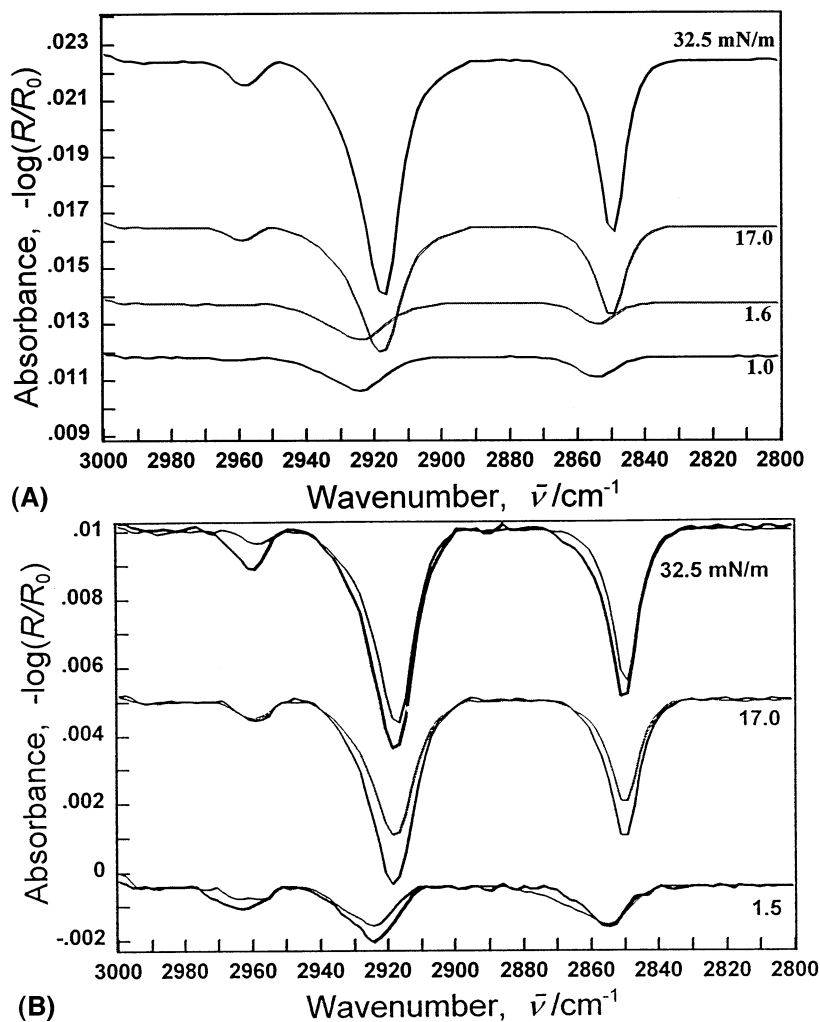 .023
32.5 mN/m
.021
.019
.017
17.0
.015
1.6
.013
1.0
.011
.009
Absorbance, -log(R/R₀)
3000 2980 2960 2940 2920 2900 2880 2860 2840 2820 2800
(A)
Wavenumber, ν̄ /cm⁻¹
.01
32.5 mN/m
.008
.006
17.0
.004
.002
0
1.5
-.002
Absorbance, -log(R/R₀)
3000 2980 2960 2940 2920 2900 2880 2860 2840 2820 2800
(B)
Wavenumber, ν̄ /cm⁻¹